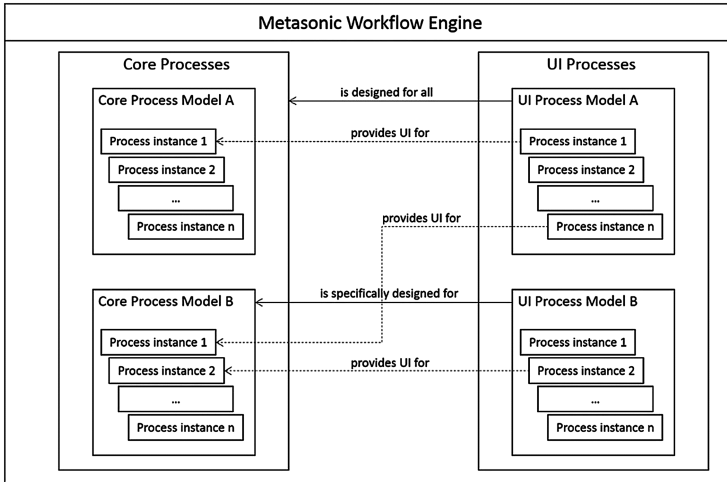 Metasonic Workflow Engine
Core Processes
UI Processes
Core Process Model A
is designed for all
UI Process Model A
Process instance 1
provides UI for
Process instance 1
Process instance 2
Process instance 2
...
...
Process instance n
provides UI for
Process instance n
Core Process Model B
is specifically designed for
UI Process Model B
Process instance 1
Process instance 1
Process instance 2
provides UI for
Process instance 2
...
...
Process instance n
Process instance n